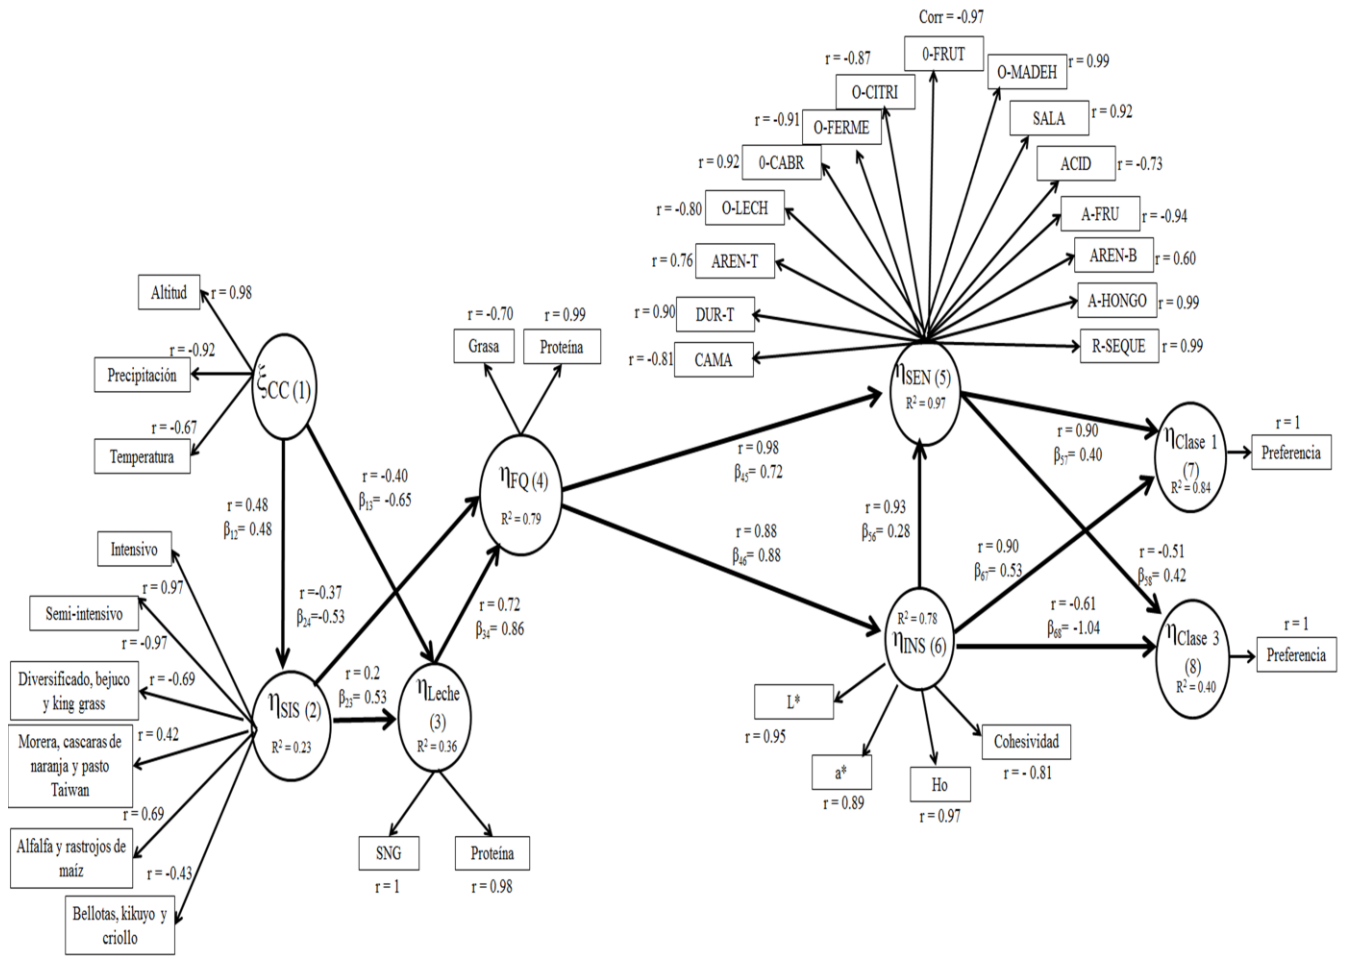 Corr = -0.97
0-FRUT
r = -0.87
O-CITRI
O-MADEH
r = 0.99
r = -0.91
O-FERME
SALA
r = 0.92
r = 0.92
0-CABR
ACID
r = -0.73
r = -0.80
O-LECH
A-FRU
r = -0.94
r = 0.76
AREN-T
AREN-B
r = 0.60
r = 0.90
DUR-T
A-HONGO
r = 0.99
r = -0.81
CAMA
R-SEQUE
r = 0.99
Altitud
r = 0.98
r = -0.92
Precipitación
r = -0.67
Temperatura
ξCC (1)
r = -0.70
Grasa
r = 0.99
Proteína
ηSEN (5)
R² = 0.97
ηFQ (4)
R² = 0.79
r = 0.98
β45= 0.72
r = 0.90
β57= 0.40
ηClase 1
(7)
R² = 0.84
r = 1
Preferencia
r = -0.40
β13= -0.65
r = 0.48
β12= 0.48
r = 0.88
β46= 0.88
r = 0.93
β56= 0.28
r = 0.90
β67= 0.53
r = -0.51
β58= 0.42
r = -0.61
β68= -1.04
r =-0.37
β24=-0.53
r = 0.72
β34= 0.86
r = 0.2
β23= 0.53
Intensivo
r = 0.97
Semi-intensivo
r = -0.97
Diversificado, bejuco
y king grass
r = -0.69
Morera, cascaras de
naranja y pasto
Taiwan
r = 0.42
Alfalfa y rastrojos de
maíz
r = 0.69
Bellotas, kikuyo y
criollo
r = -0.43
ηSIS (2)
R² = 0.23
ηLeche
(3)
R² = 0.36
SNG
r = 1
Proteína
r = 0.98
R² = 0.78
ηINS (6)
L*
r = 0.95
a*
r = 0.89
Ho
r = 0.97
Cohesividad
r = - 0.81
ηClase 3
(8)
R² = 0.40
r = 1
Preferencia